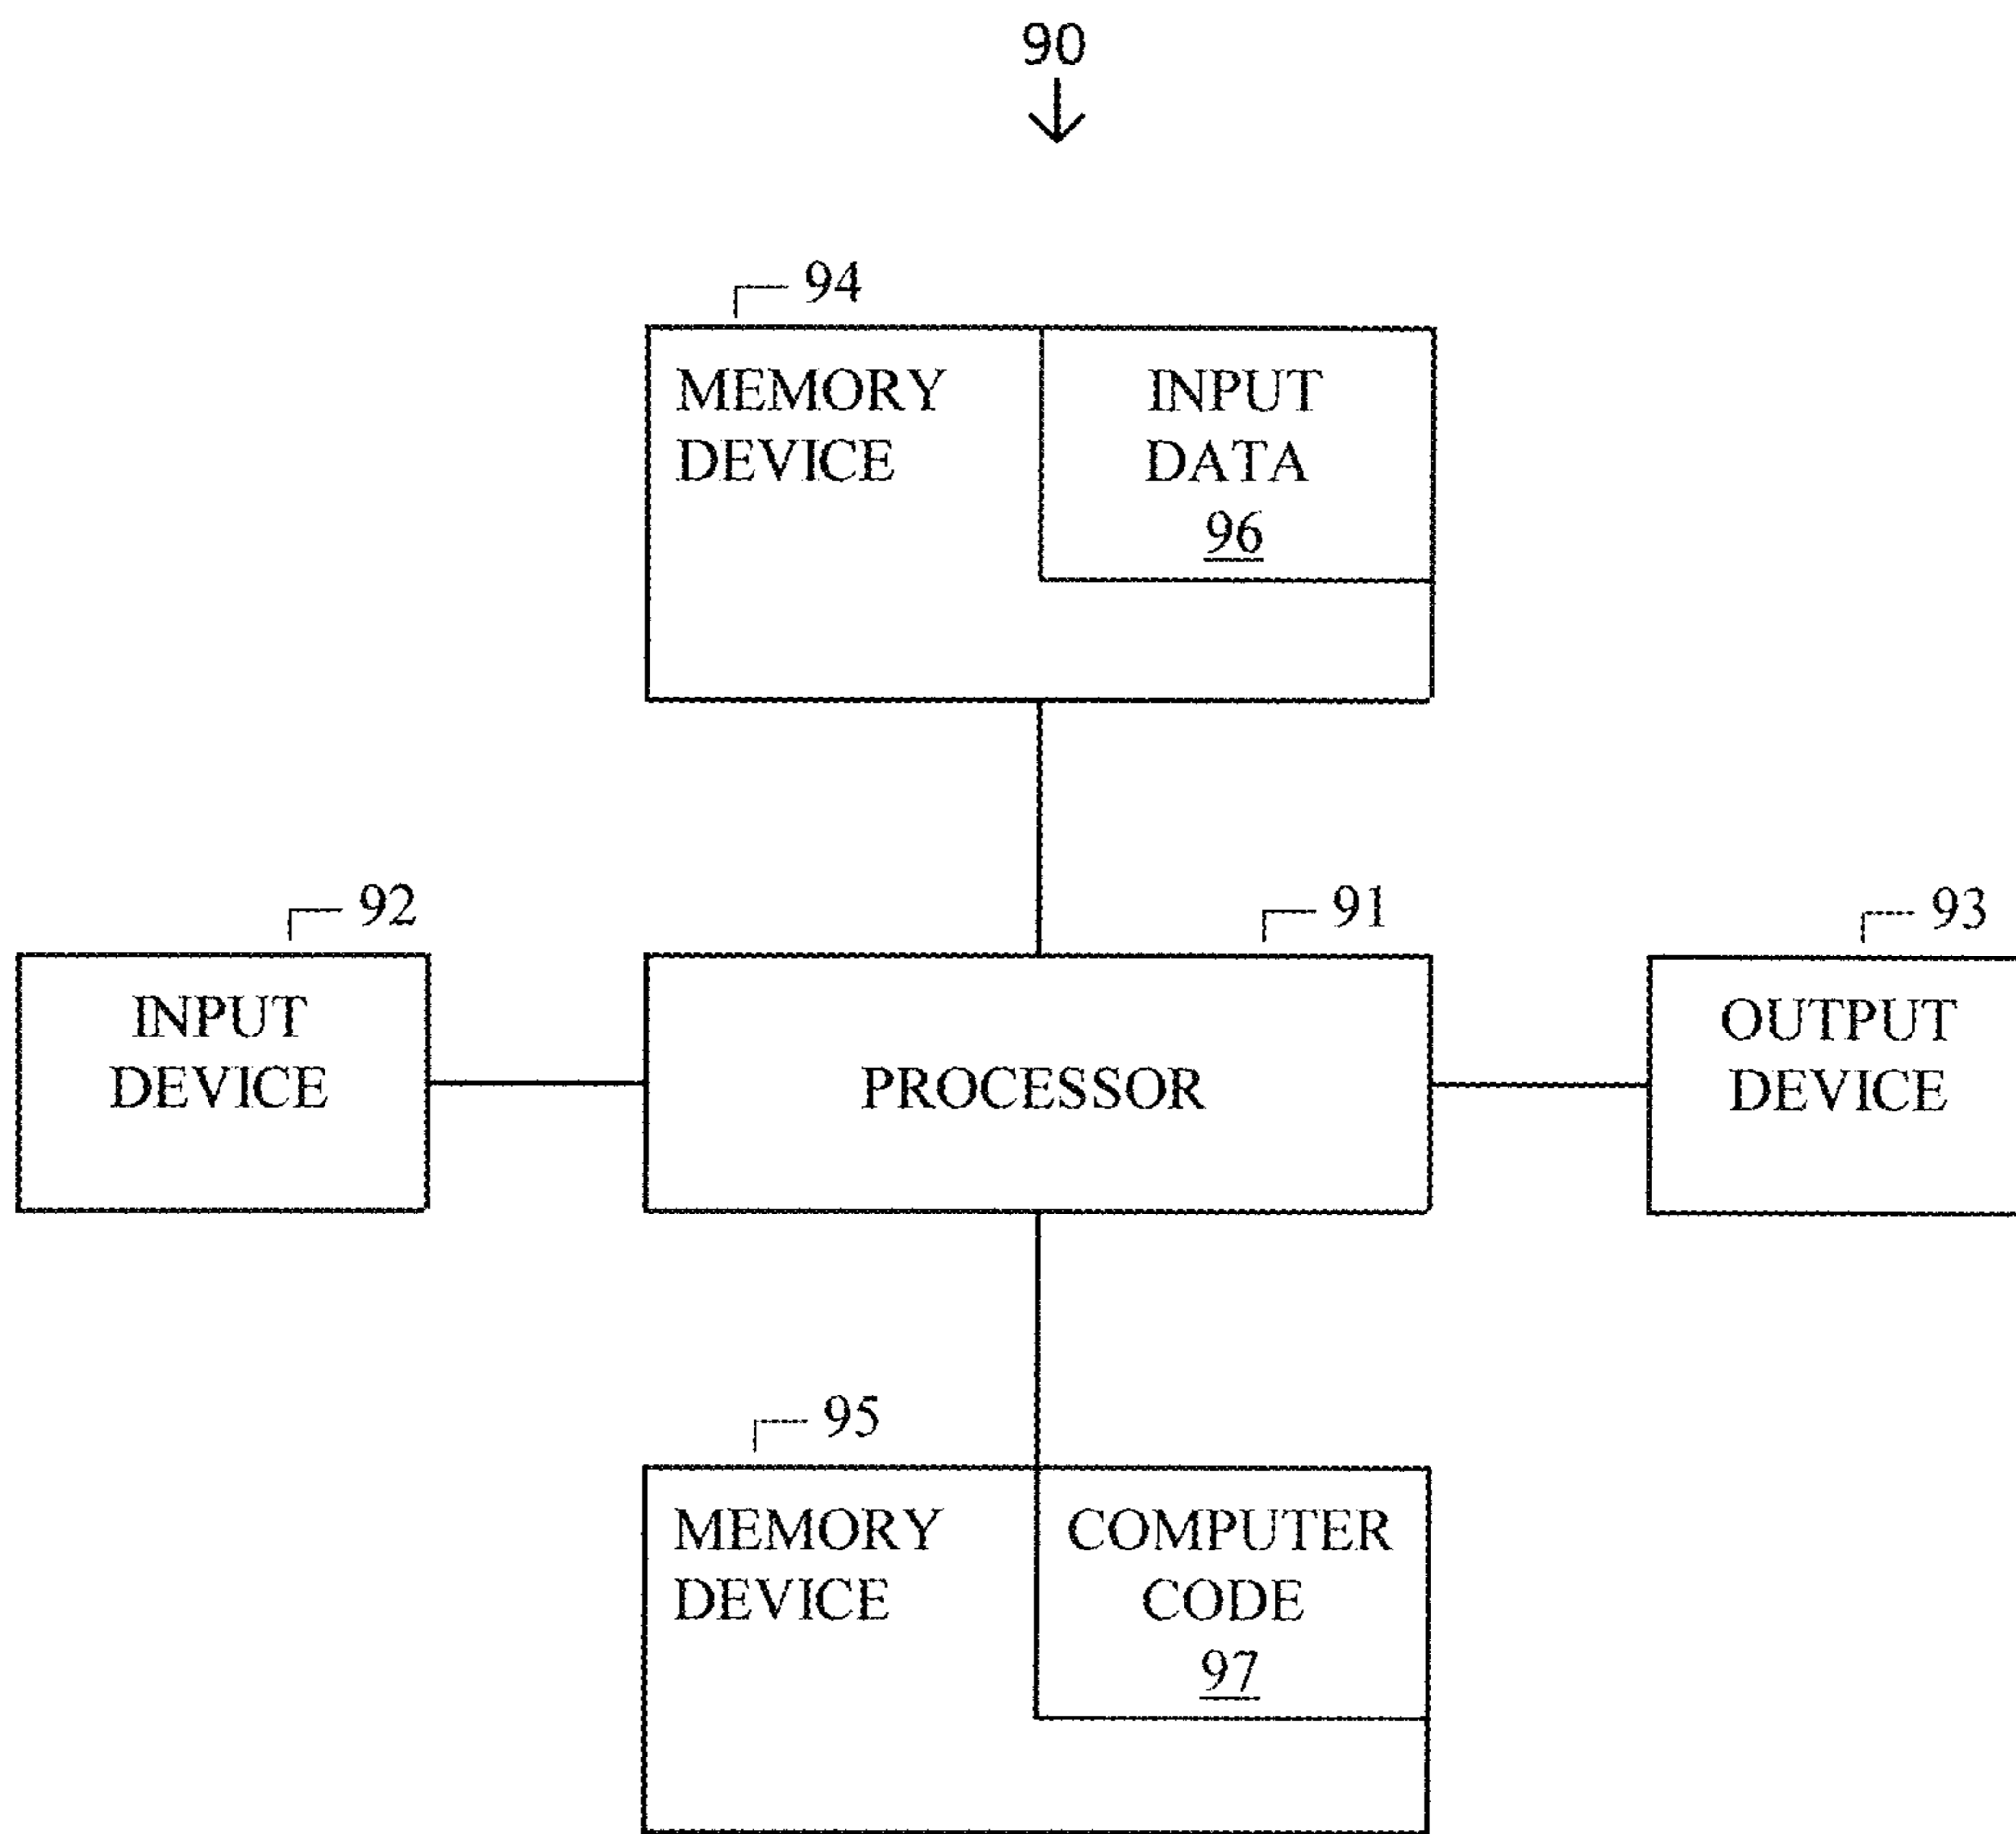 90
94
MEMORY
DEVICE
INPUT
DATA
96
92
INPUT
DEVICE
91
PROCESSOR
93
OUTPUT
DEVICE
95
MEMORY
DEVICE
COMPUTER
CODE
97